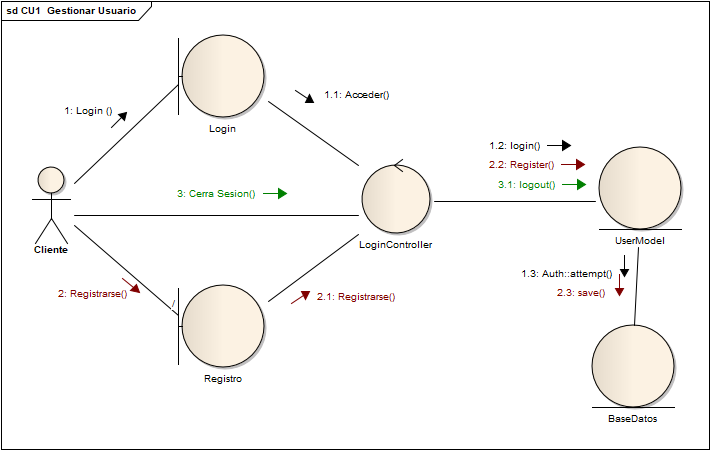 sd CU1 Gestionar Usuario
1: Login ()
1.1: Acceder()
Login
1.2: login()
2.2: Register()
3: Cerra Sesion()
3.1: logout()
LoginController
UserModel
Cliente
1.3: Auth::attempt()
2: Registrarse()
2.1: Registrarse()
2.3: save()
/
Registro
BaseDatos